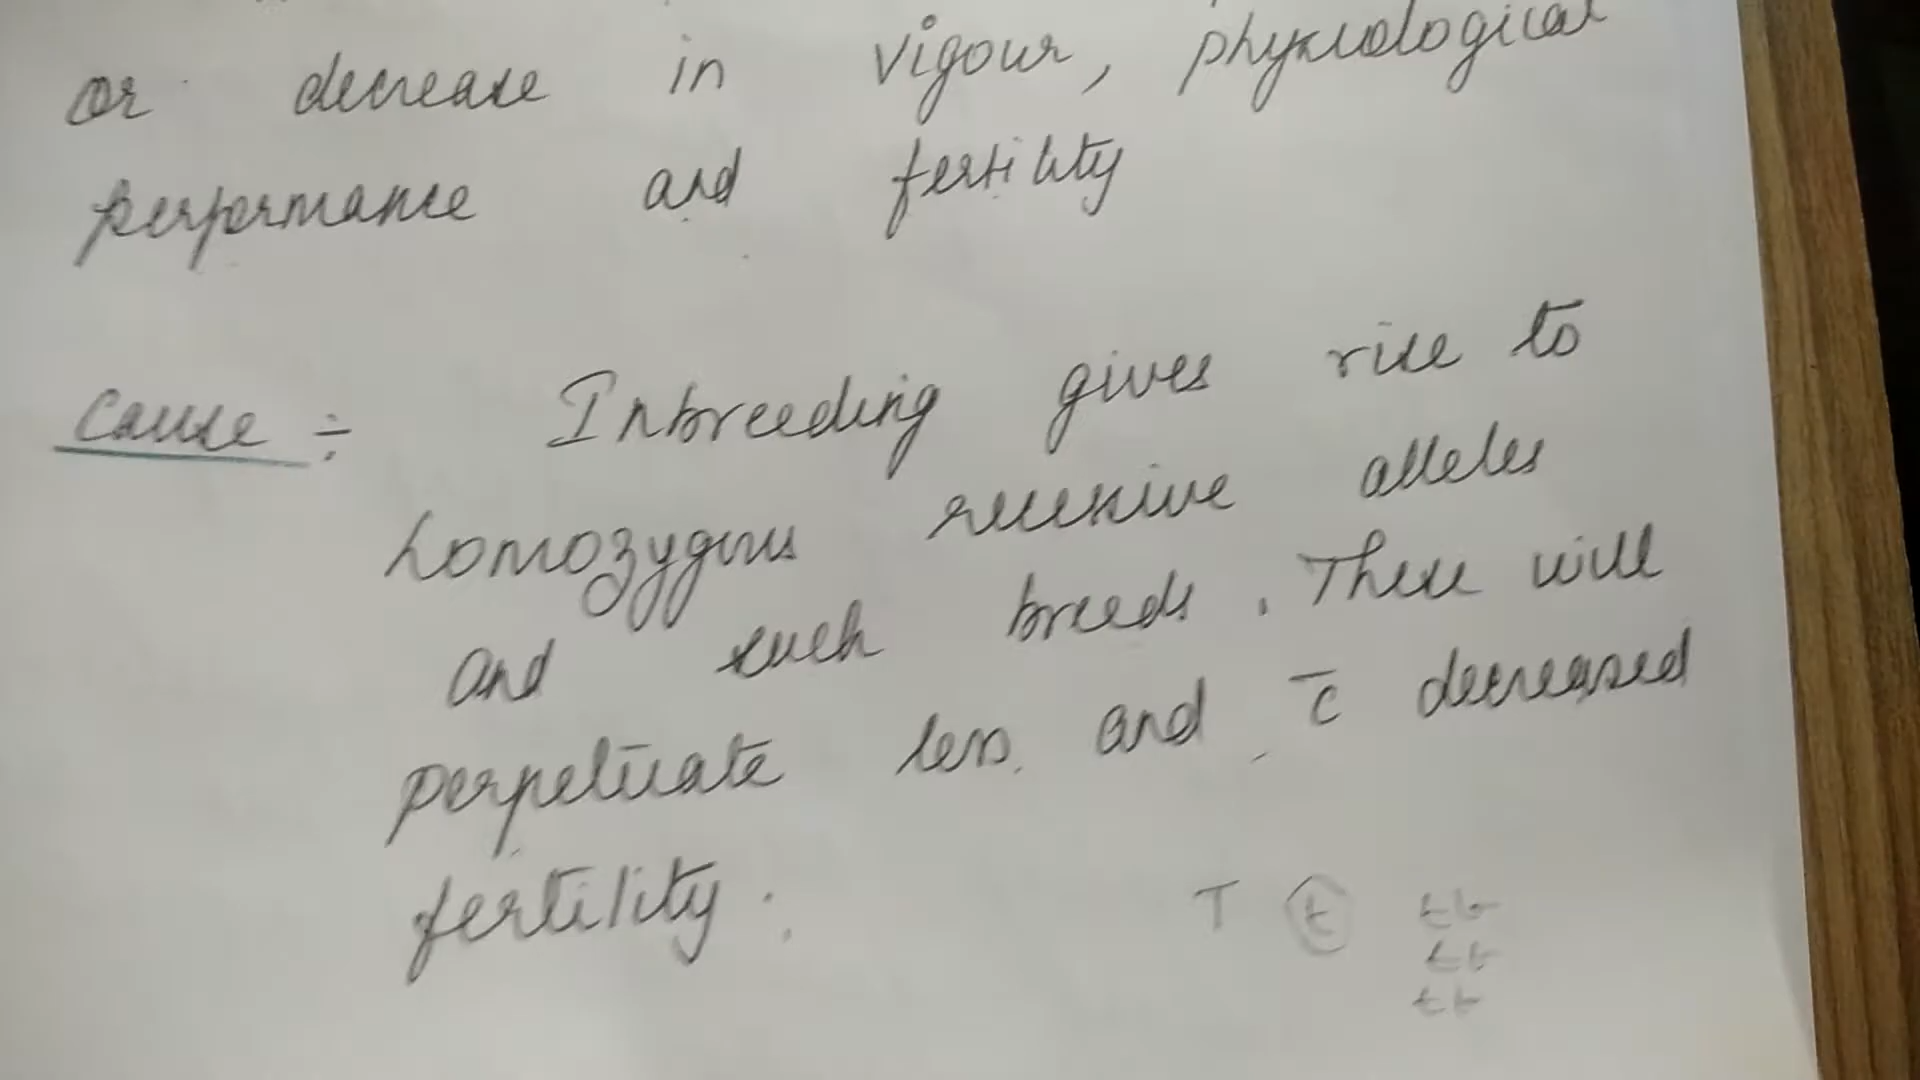 or decrease in vigour, physiological
performance and fertility
Cause :- Inbreeding gives rise to
homozygous recessive alleles
and such breeds. These will
perpetuate less and c̄ decreased
fertility.
T t tt
tt
tt